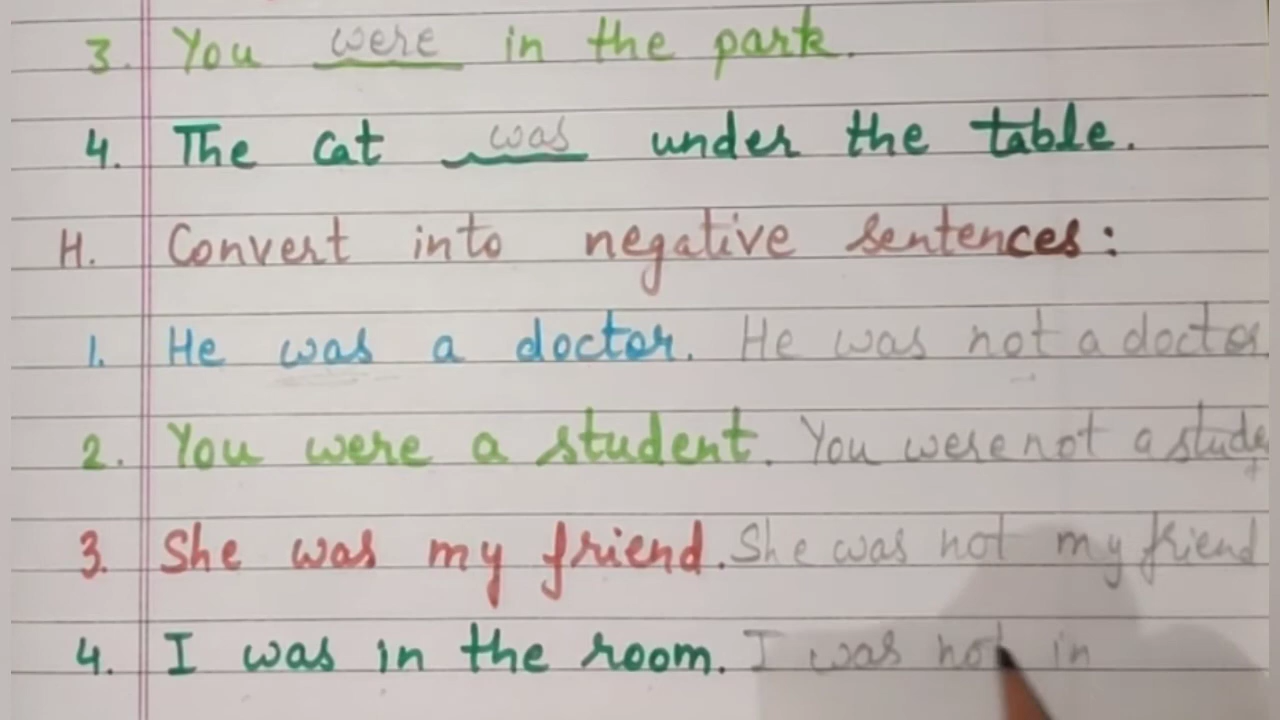 3. You were in the park.
4. The cat was under the table.
H. Convert into negative sentences:
1. He was a doctor. He was not a doctor
2. You were a student. You were not a stude
3. She was my friend. She was not my friend
4. I was in the room. I was not in